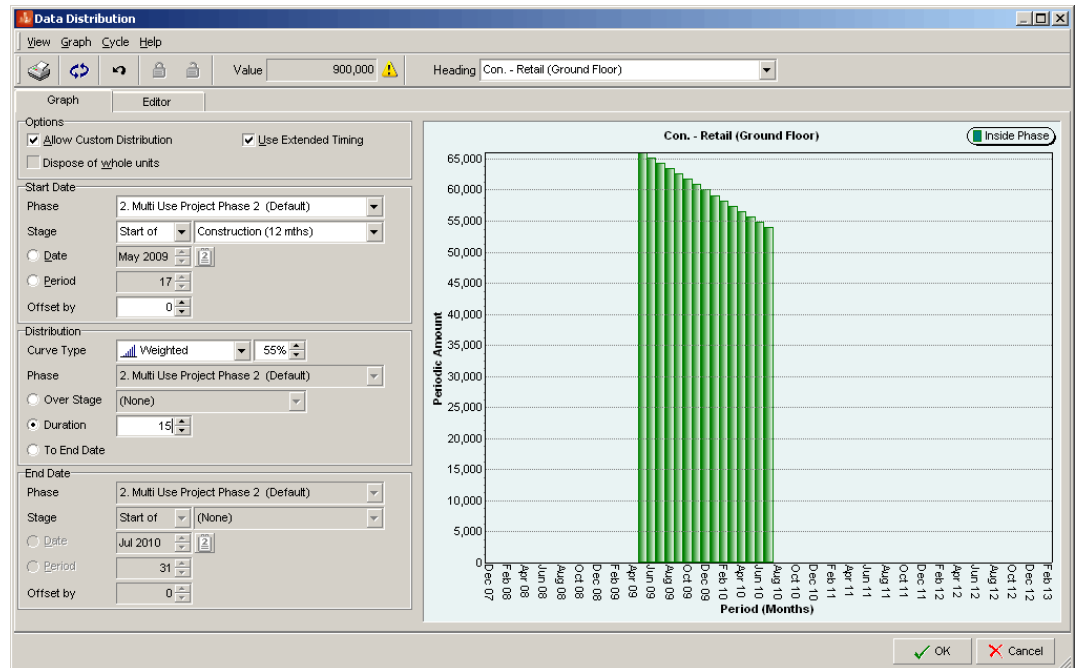 Data Distribution
View Graph Cycle Help
Value 900,000 Heading Con. - Retail (Ground Floor)
Graph Editor
Options
Allow Custom Distribution Use Extended Timing
Dispose of whole units
Start Date
Phase 2. Multi Use Project Phase 2 (Default)
Stage Start of Construction (12 mths)
Date May 2009 2
Period 17
Offset by 0
Distribution
Curve Type Weighted 55%
Phase 2. Multi Use Project Phase 2 (Default)
Over Stage (None)
Duration 15
To End Date
End Date
Phase 2. Multi Use Project Phase 2 (Default)
Stage Start of (None)
Date Jul 2010 2
Period 31
Offset by 0
Con. - Retail (Ground Floor)
Inside Phase
Periodic Amount
65,000
60,000
55,000
50,000
45,000
40,000
35,000
30,000
25,000
20,000
15,000
10,000
5,000
0
Dec 07 Feb 08 Apr 08 Jun 08 Aug 08 Oct 08 Dec 08 Feb 09 Apr 09 Jun 09 Aug 09 Oct 09 Dec 09 Feb 10 Apr 10 Jun 10 Aug 10 Oct 10 Dec 10 Feb 11 Apr 11 Jun 11 Aug 11 Oct 11 Dec 11 Feb 12 Apr 12 Jun 12 Aug 12 Oct 12 Dec 12 Feb 13
Period (Months)
OK Cancel